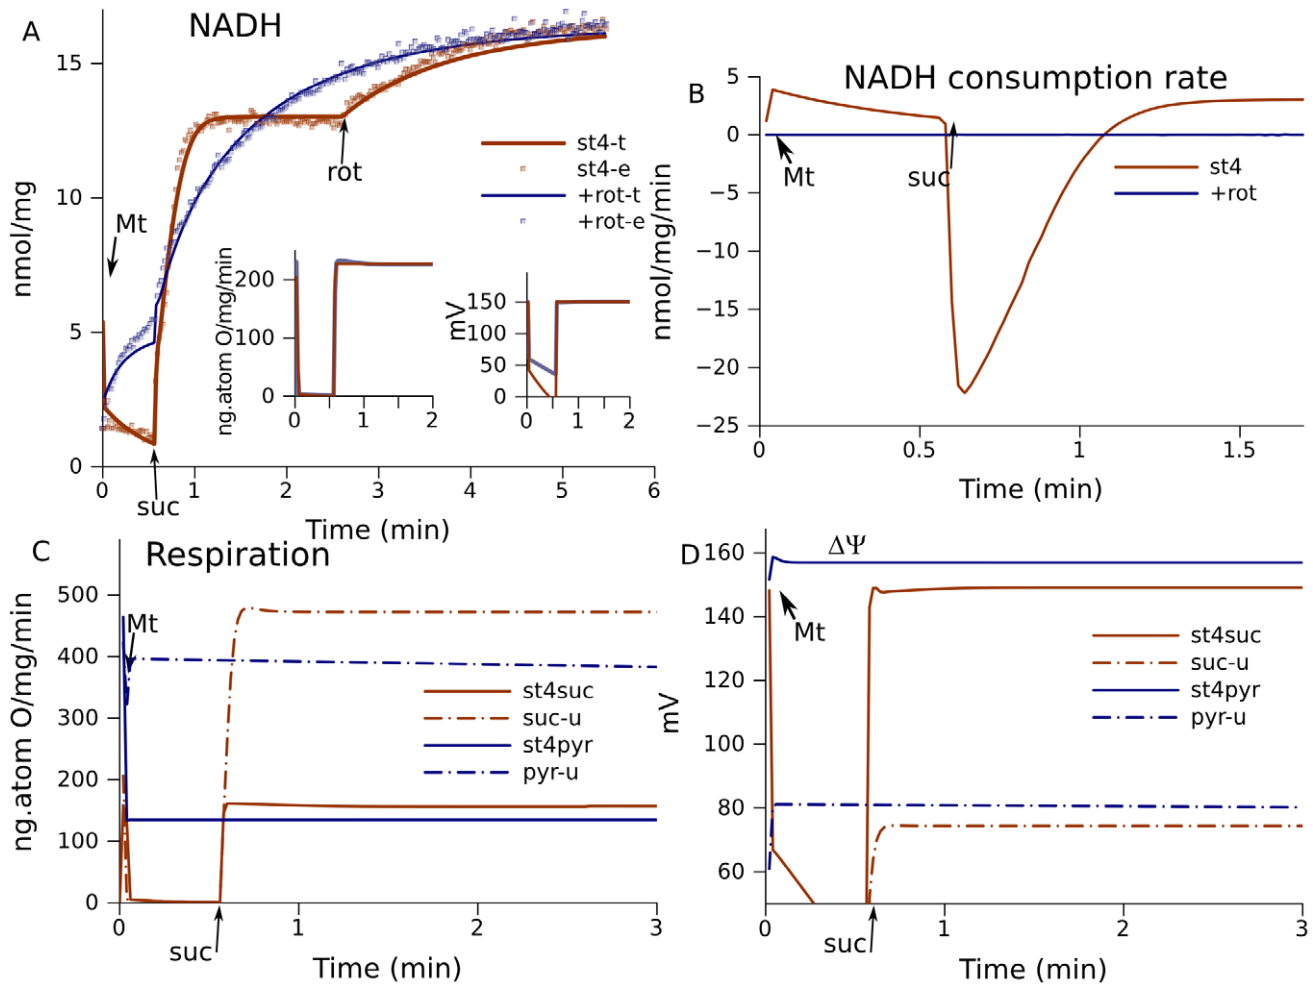 A
NADH
nmol/mg
15
10
5
0
Mt
rot
suc
st4-t
st4-e
+rot-t
+rot-e
ng.atom O/mg/min
200
100
0
0
1
2
mV
150
100
50
0
0
1
2
0
1
2
3
4
5
6
Time (min)
B
NADH consumption rate
nmol/mg/min
5
0
−5
−10
−15
−20
−25
Mt
suc
st4
+rot
0
0.5
1
1.5
Time (min)
C
Respiration
ng.atom O/mg/min
500
400
300
200
100
0
Mt
st4suc
suc-u
st4pyr
pyr-u
suc
0
1
2
3
Time (min)
D
ΔΨ
mV
160
140
120
100
80
60
Mt
st4suc
suc-u
st4pyr
pyr-u
suc
0
1
2
3
Time (min)